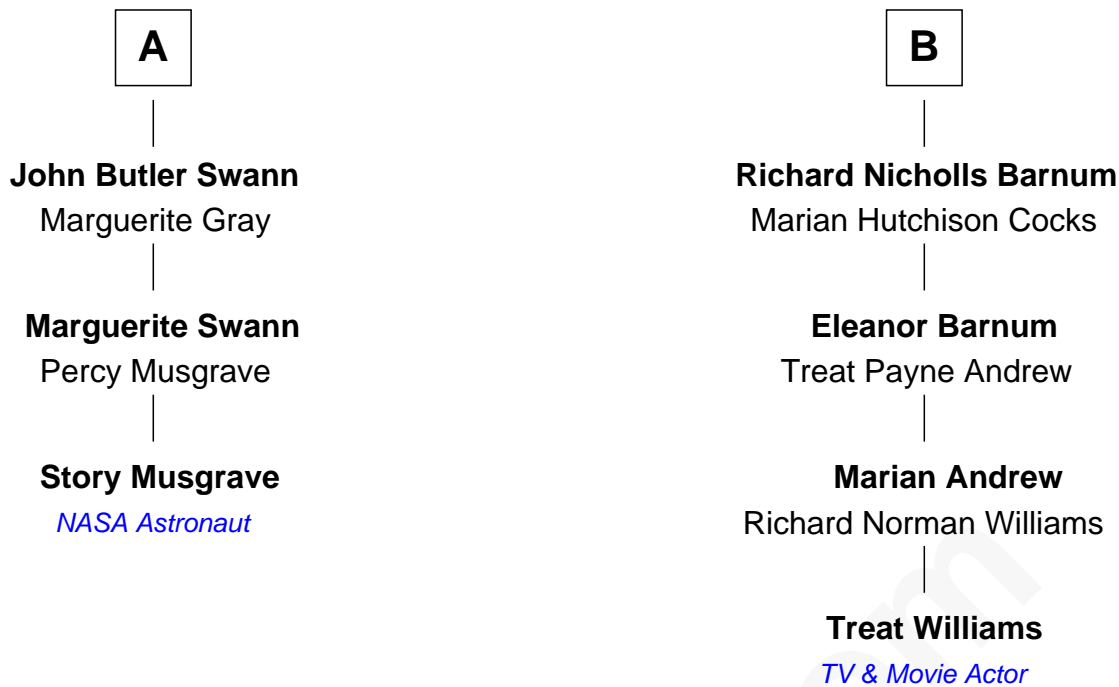 A
John Butler Swann
Marguerite Gray
Marguerite Swann
Percy Musgrave
Story Musgrave
NASA Astronaut
B
Richard Nicholls Barnum
Marian Hutchison Cocks
Eleanor Barnum
Treat Payne Andrew
Marian Andrew
Richard Norman Williams
Treat Williams
TV & Movie Actor